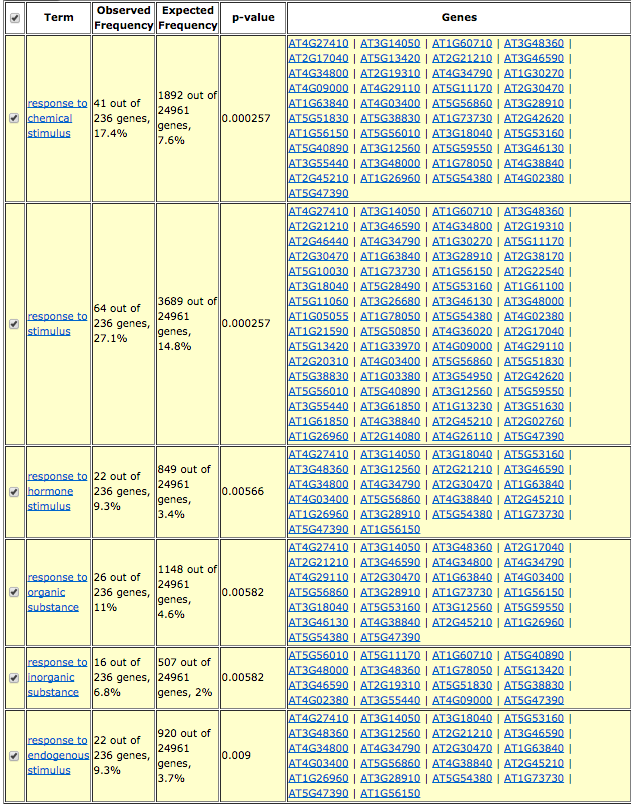 Term
Observed Frequency
Expected Frequency
p-value
Genes
response to chemical stimulus
41 out of 236 genes, 17.4%
1892 out of 24961 genes, 7.6%
0.000257
AT4G27410 | AT3G14050 | AT1G60710 | AT3G48360 |
AT2G17040 | AT5G13420 | AT2G21210 | AT3G46590 |
AT4G34800 | AT2G19310 | AT4G34790 | AT1G30270 |
AT4G09000 | AT4G29110 | AT5G11170 | AT2G30470 |
AT1G63840 | AT4G03400 | AT5G56860 | AT3G28910 |
AT5G51830 | AT5G38830 | AT1G73730 | AT2G42620 |
AT1G56150 | AT5G56010 | AT3G18040 | AT5G53160 |
AT5G40890 | AT3G12560 | AT5G59550 | AT3G46130 |
AT3G55440 | AT3G48000 | AT1G78050 | AT4G38840 |
AT2G45210 | AT1G26960 | AT5G54380 | AT4G02380 |
AT5G47390
response to stimulus
64 out of 236 genes, 27.1%
3689 out of 24961 genes, 14.8%
0.000257
AT4G27410 | AT3G14050 | AT1G60710 | AT3G48360 |
AT2G21210 | AT3G46590 | AT4G34800 | AT2G19310 |
AT2G46440 | AT4G34790 | AT1G30270 | AT5G11170 |
AT2G30470 | AT1G63840 | AT3G28910 | AT2G38170 |
AT5G10030 | AT1G73730 | AT1G56150 | AT2G22540 |
AT3G18040 | AT5G28490 | AT5G53160 | AT1G61100 |
AT5G11060 | AT3G26680 | AT3G46130 | AT3G48000 |
AT1G05055 | AT1G78050 | AT5G54380 | AT4G02380 |
AT1G21590 | AT5G50850 | AT4G36020 | AT2G17040 |
AT5G13420 | AT1G33970 | AT4G09000 | AT4G29110 |
AT2G20310 | AT4G03400 | AT5G56860 | AT5G51830 |
AT5G38830 | AT1G03380 | AT3G54950 | AT2G42620 |
AT5G56010 | AT5G40890 | AT3G12560 | AT5G59550 |
AT3G55440 | AT3G61850 | AT1G13230 | AT3G51630 |
AT1G61850 | AT4G38840 | AT2G45210 | AT2G02760 |
AT1G26960 | AT2G14080 | AT4G26110 | AT5G47390
response to hormone stimulus
22 out of 236 genes, 9.3%
849 out of 24961 genes, 3.4%
0.00566
AT4G27410 | AT3G14050 | AT3G18040 | AT5G53160 |
AT3G48360 | AT3G12560 | AT2G21210 | AT3G46590 |
AT4G34800 | AT4G34790 | AT2G30470 | AT1G63840 |
AT4G03400 | AT5G56860 | AT4G38840 | AT2G45210 |
AT1G26960 | AT3G28910 | AT5G54380 | AT1G73730 |
AT5G47390 | AT1G56150
response to organic substance
26 out of 236 genes, 11%
1148 out of 24961 genes, 4.6%
0.00582
AT4G27410 | AT3G14050 | AT3G48360 | AT2G17040 |
AT2G21210 | AT3G46590 | AT4G34800 | AT4G34790 |
AT4G29110 | AT2G30470 | AT1G63840 | AT4G03400 |
AT5G56860 | AT3G28910 | AT1G73730 | AT1G56150 |
AT3G18040 | AT5G53160 | AT3G12560 | AT5G59550 |
AT3G46130 | AT4G38840 | AT2G45210 | AT1G26960 |
AT5G54380 | AT5G47390
response to inorganic substance
16 out of 236 genes, 6.8%
507 out of 24961 genes, 2%
0.00582
AT5G56010 | AT5G11170 | AT1G60710 | AT5G40890 |
AT3G48000 | AT3G48360 | AT1G78050 | AT5G13420 |
AT3G46590 | AT2G19310 | AT5G51830 | AT5G38830 |
AT4G02380 | AT3G55440 | AT4G09000 | AT5G47390
response to endogenous stimulus
22 out of 236 genes, 9.3%
920 out of 24961 genes, 3.7%
0.009
AT4G27410 | AT3G14050 | AT3G18040 | AT5G53160 |
AT3G48360 | AT3G12560 | AT2G21210 | AT3G46590 |
AT4G34800 | AT4G34790 | AT2G30470 | AT1G63840 |
AT4G03400 | AT5G56860 | AT4G38840 | AT2G45210 |
AT1G26960 | AT3G28910 | AT5G54380 | AT1G73730 |
AT5G47390 | AT1G56150